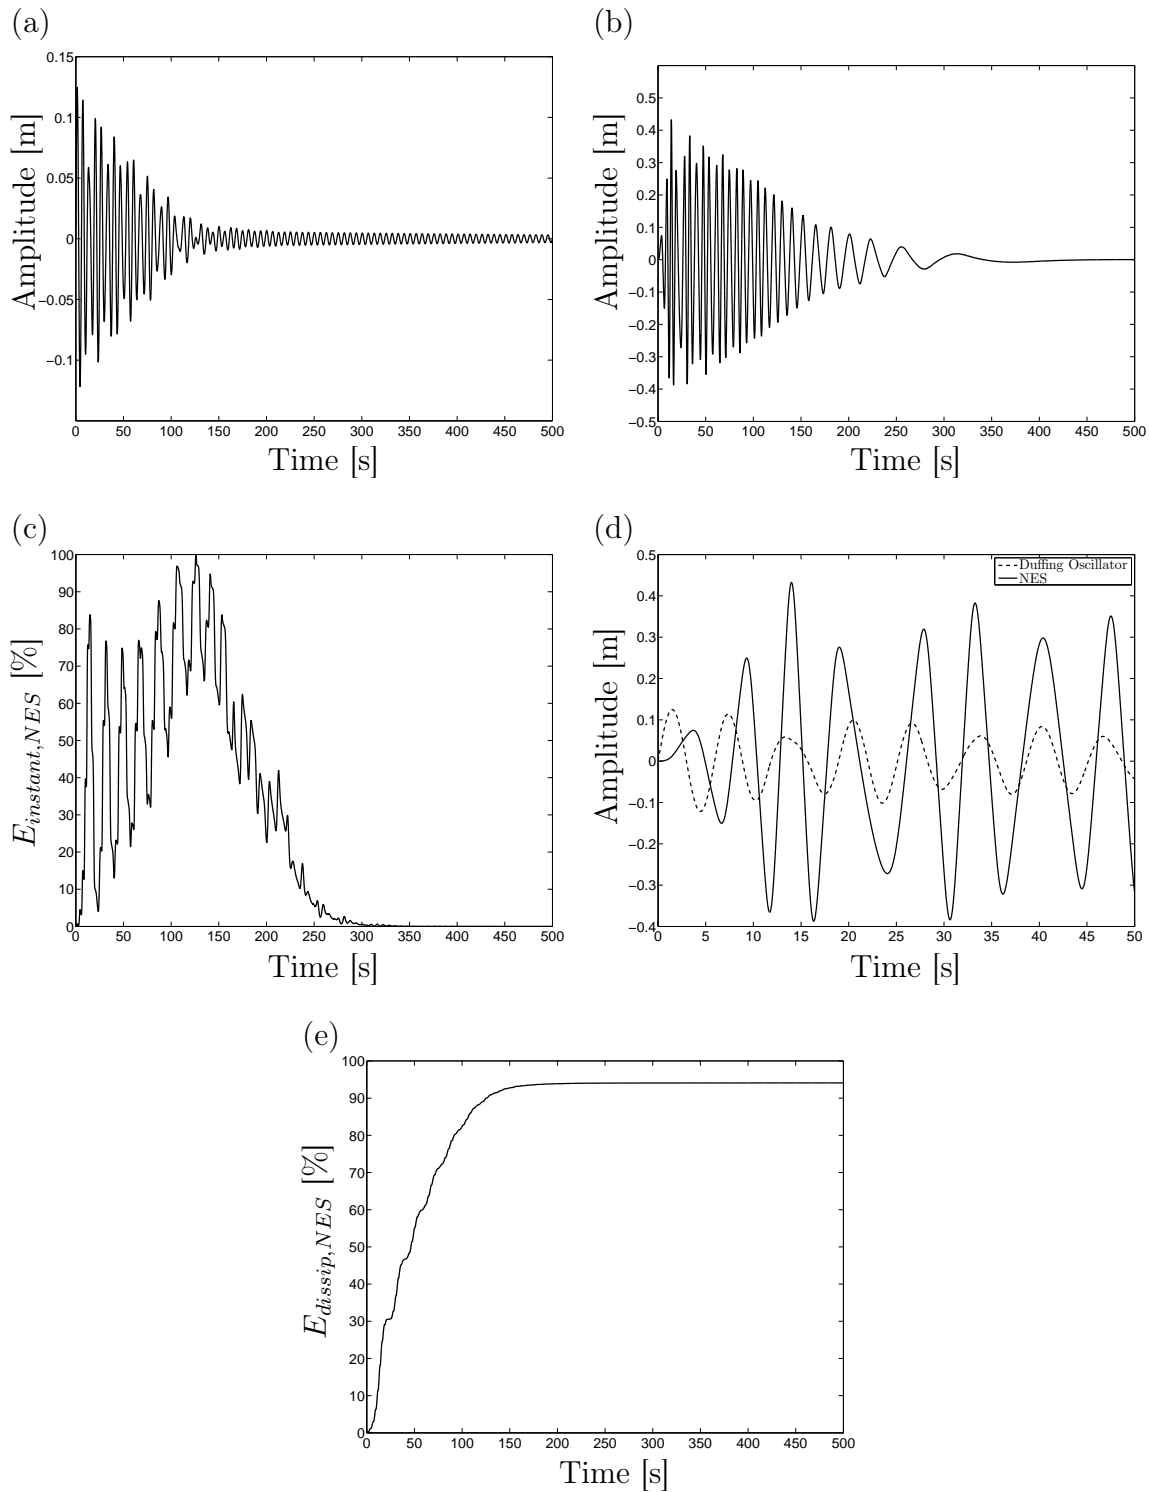 (a)
0.15
0.1
0.05
0
−0.05
−0.1
Amplitude [m]
0 50 100 150 200 250 300 350 400 450 500
Time [s]
(b)
0.5
0.4
0.3
0.2
0.1
0
−0.1
−0.2
−0.3
−0.4
−0.5
Amplitude [m]
0 50 100 150 200 250 300 350 400 450 500
Time [s]
(c)
100
90
80
70
60
50
40
30
20
10
0
E_{instant,NES} [%]
0 50 100 150 200 250 300 350 400 450 500
Time [s]
(d)
0.5
0.4
0.3
0.2
0.1
0
−0.1
−0.2
−0.3
−0.4
Amplitude [m]
Duffing Oscillator
NES
0 5 10 15 20 25 30 35 40 45 50
Time [s]
(e)
100
90
80
70
60
50
40
30
20
10
0
E_{dissip,NES} [%]
0 50 100 150 200 250 300 350 400 450 500
Time [s]